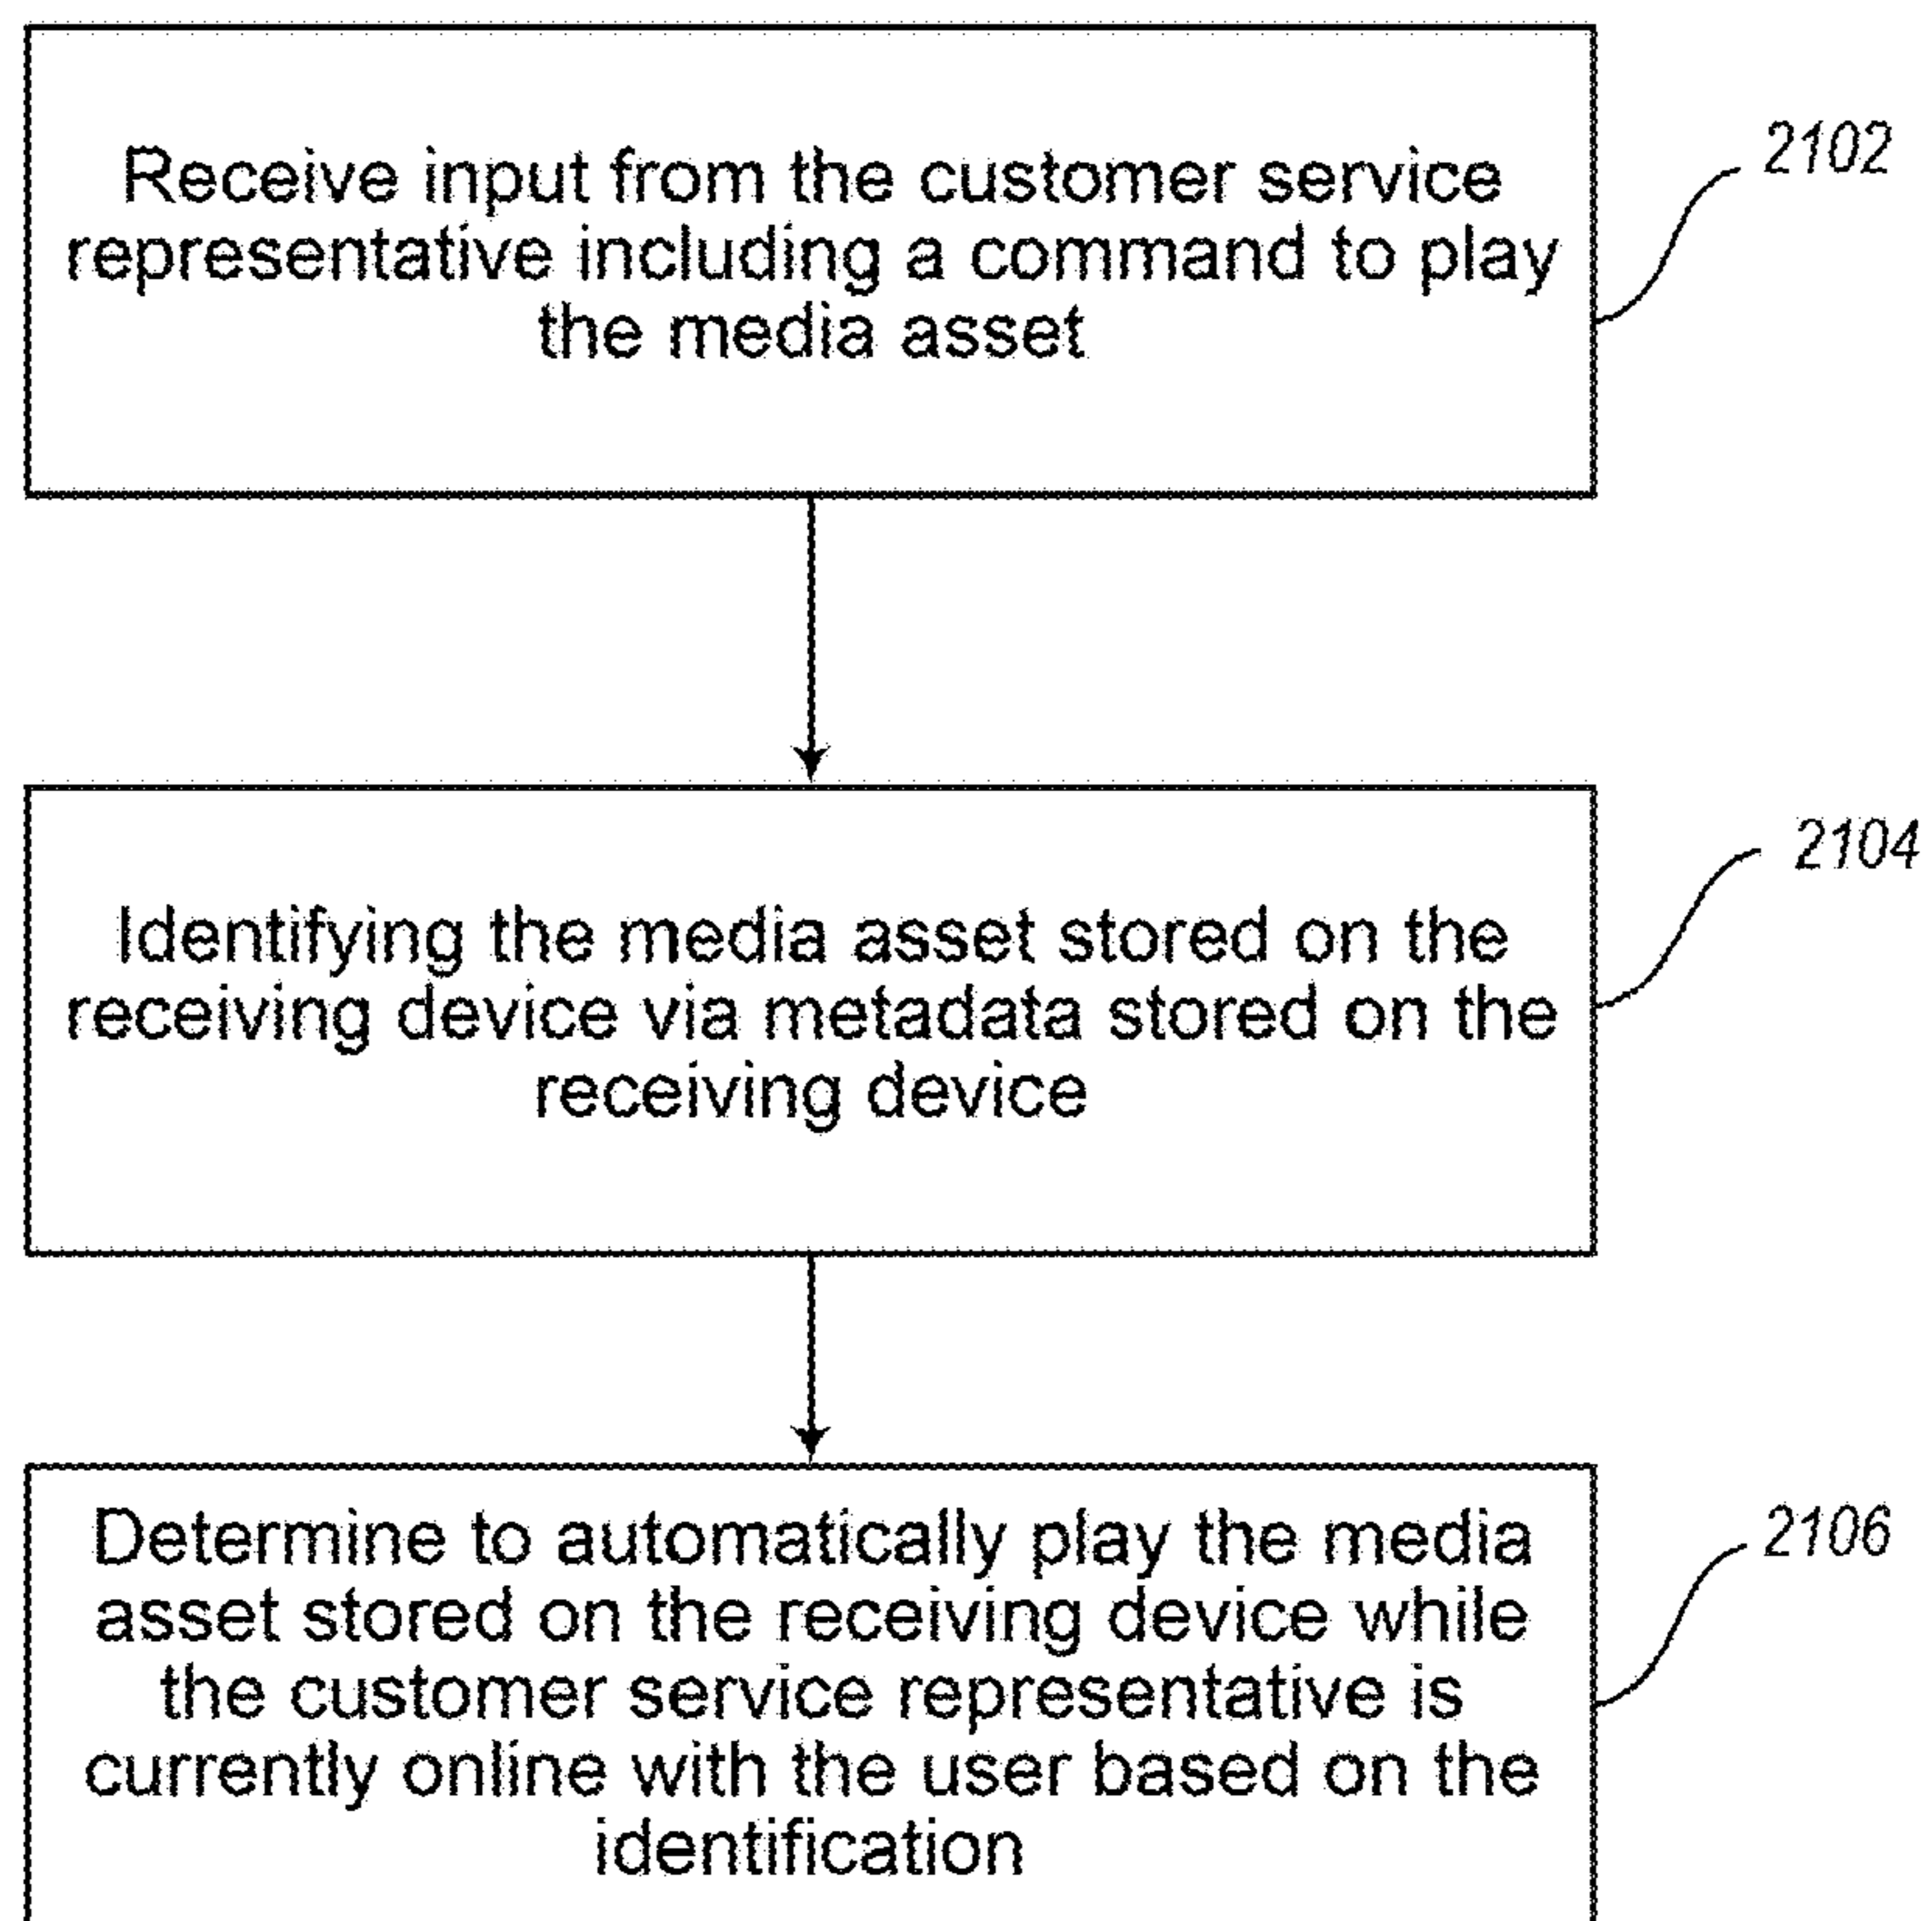 Receive input from the customer service
representative including a command to play
the media asset
2102
Identifying the media asset stored on the
receiving device via metadata stored on the
receiving device
2104
Determine to automatically play the media
asset stored on the receiving device while
the customer service representative is
currently online with the user based on the
identification
2106